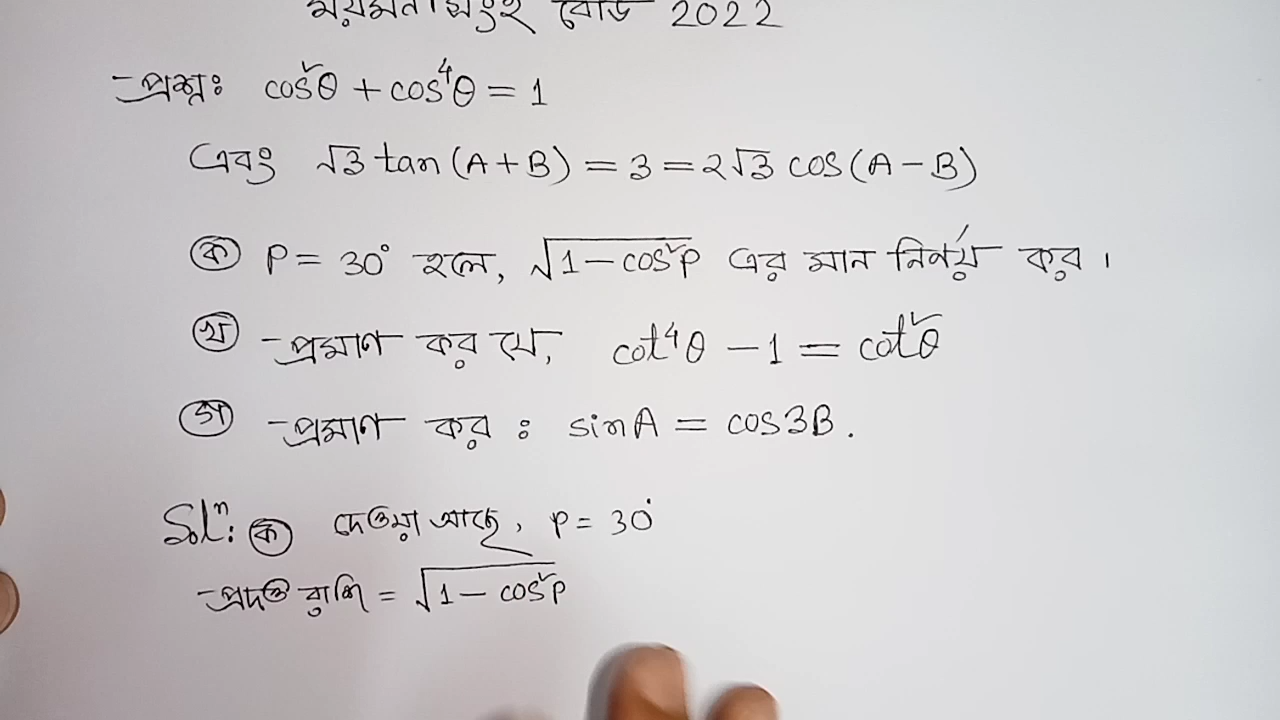 ময়মনসিংহ বোর্ড 2022
প্রশ্নঃ cos²θ + cos⁴θ = 1
এবং √3 tan(A+B) = 3 = 2√3 cos(A-B)
ক P = 30° হলে, √1-cos²P এর মান নির্ণয় কর।
খ প্রমাণ কর যে, cot⁴θ - 1 = cot²θ
গ প্রমাণ কর : sinA = cos3B.
Solⁿ: ক দেওয়া আছে, P = 30°
প্রদত্ত রাশি = √1-cos²P